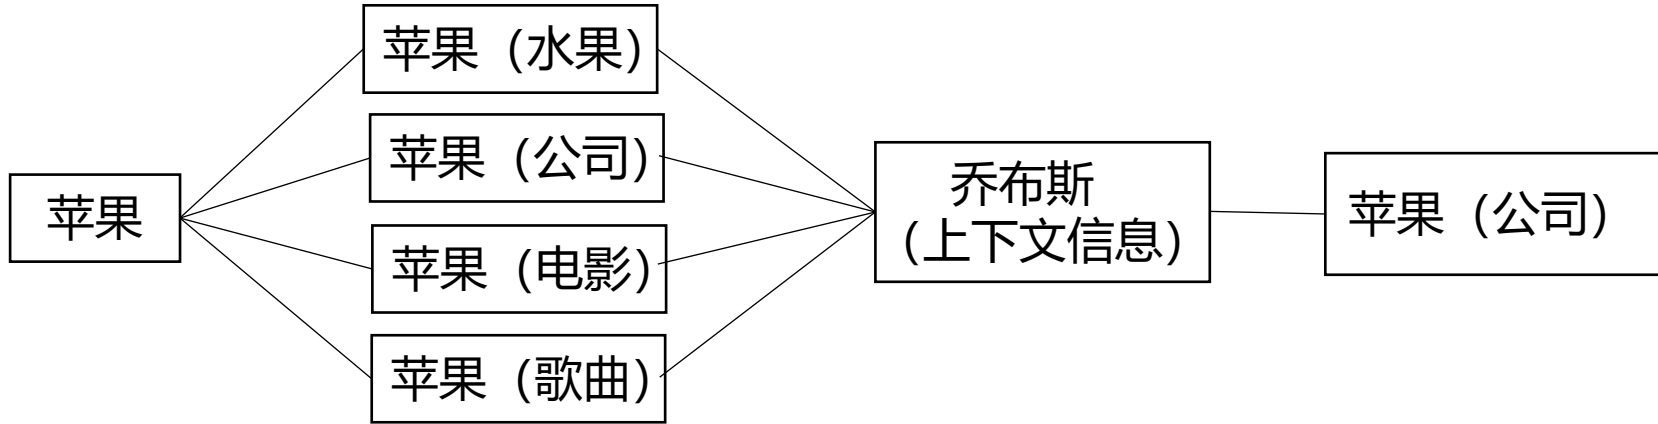 苹果
苹果（水果）
苹果（公司）
苹果（电影）
苹果（歌曲）
乔布斯
（上下文信息）
苹果（公司）